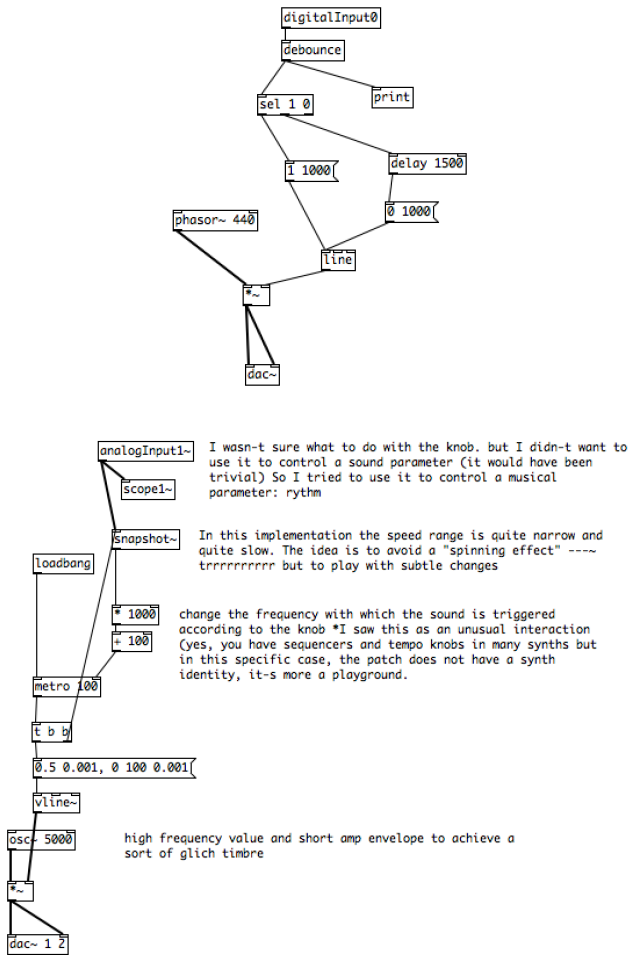 digitalInput0
debounce
print
sel 1 0
delay 1500
1 1000
0 1000
phasor~ 440
line
*~
dac~
analogInput1~
I wasn-t sure what to do with the knob. but I didn-t want to
use it to control a sound parameter (it would have been
trivial) So I tried to use it to control a musical
parameter: rythm
scope1~
snapshot~
In this implementation the speed range is quite narrow and
quite slow. The idea is to avoid a "spinning effect" ---~
trrrrrrrrrr but to play with subtle changes
loadbang
* 1000
+ 100
change the frequency with which the sound is triggered
according to the knob *I saw this as an unusual interaction
(yes, you have sequencers and tempo knobs in many synths but
in this specific case, the patch does not have a synth
identity, it-s more a playground.
metro 100
t b b
0.5 0.001, 0 100 0.001
vline~
osc~ 5000
high frequency value and short amp envelope to achieve a
sort of glich timbre
*~
dac~ 1 2